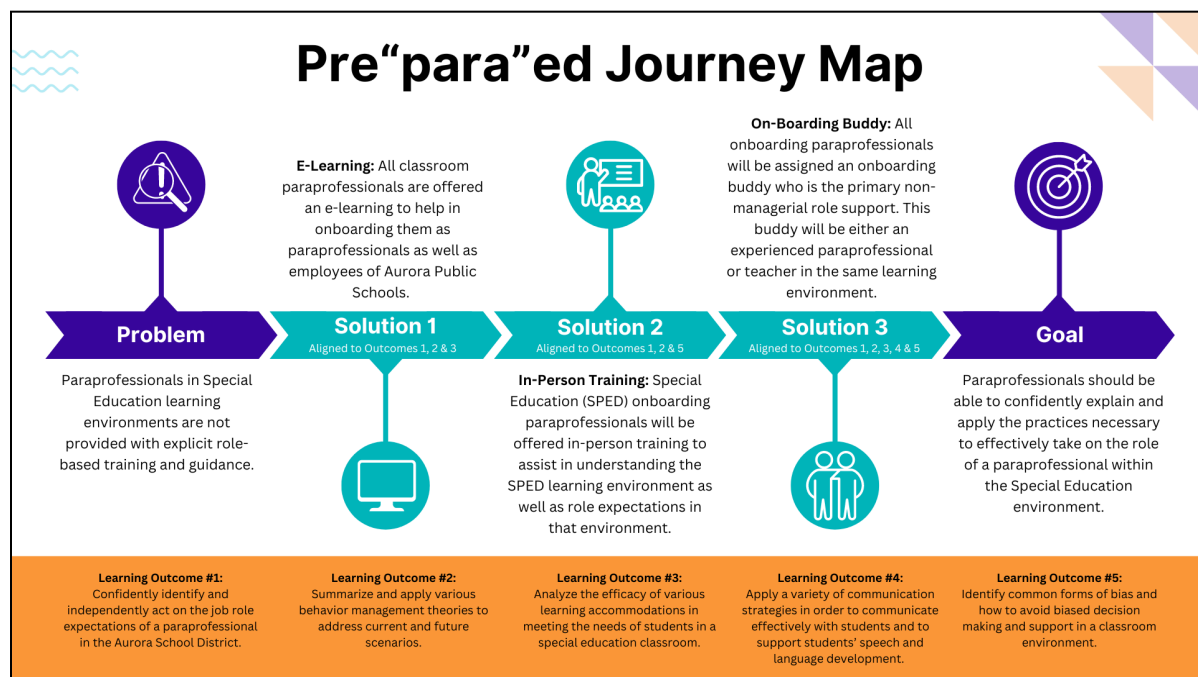 Pre“para”ed Journey Map
E-Learning: All classroom
paraprofessionals are offered
an e-learning to help in
onboarding them as
paraprofessionals as well as
employees of Aurora Public
Schools.
On-Boarding Buddy: All
onboarding paraprofessionals
will be assigned an onboarding
buddy who is the primary non-
managerial role support. This
buddy will be either an
experienced paraprofessional
or teacher in the same learning
environment.
Problem
Solution 1
Aligned to Outcomes 1, 2 & 3
Solution 2
Aligned to Outcomes 1, 2 & 5
Solution 3
Aligned to Outcomes 1, 2, 3, 4 & 5
Goal
Paraprofessionals in Special
Education learning
environments are not
provided with explicit role-
based training and guidance.
In-Person Training: Special
Education (SPED) onboarding
paraprofessionals will be
offered in-person training to
assist in understanding the
SPED learning environment as
well as role expectations in
that environment.
Paraprofessionals should be
able to confidently explain and
apply the practices necessary
to effectively take on the role
of a paraprofessional within
the Special Education
environment.
Learning Outcome #1:
Confidently identify and
independently act on the job role
expectations of a paraprofessional
in the Aurora School District.
Learning Outcome #2:
Summarize and apply various
behavior management theories to
address current and future
scenarios.
Learning Outcome #3:
Analyze the efficacy of various
learning accommodations in
meeting the needs of students in a
special education classroom.
Learning Outcome #4:
Apply a variety of communication
strategies in order to communicate
effectively with students and to
support students’ speech and
language development.
Learning Outcome #5:
Identify common forms of bias and
how to avoid biased decision
making and support in a classroom
environment.